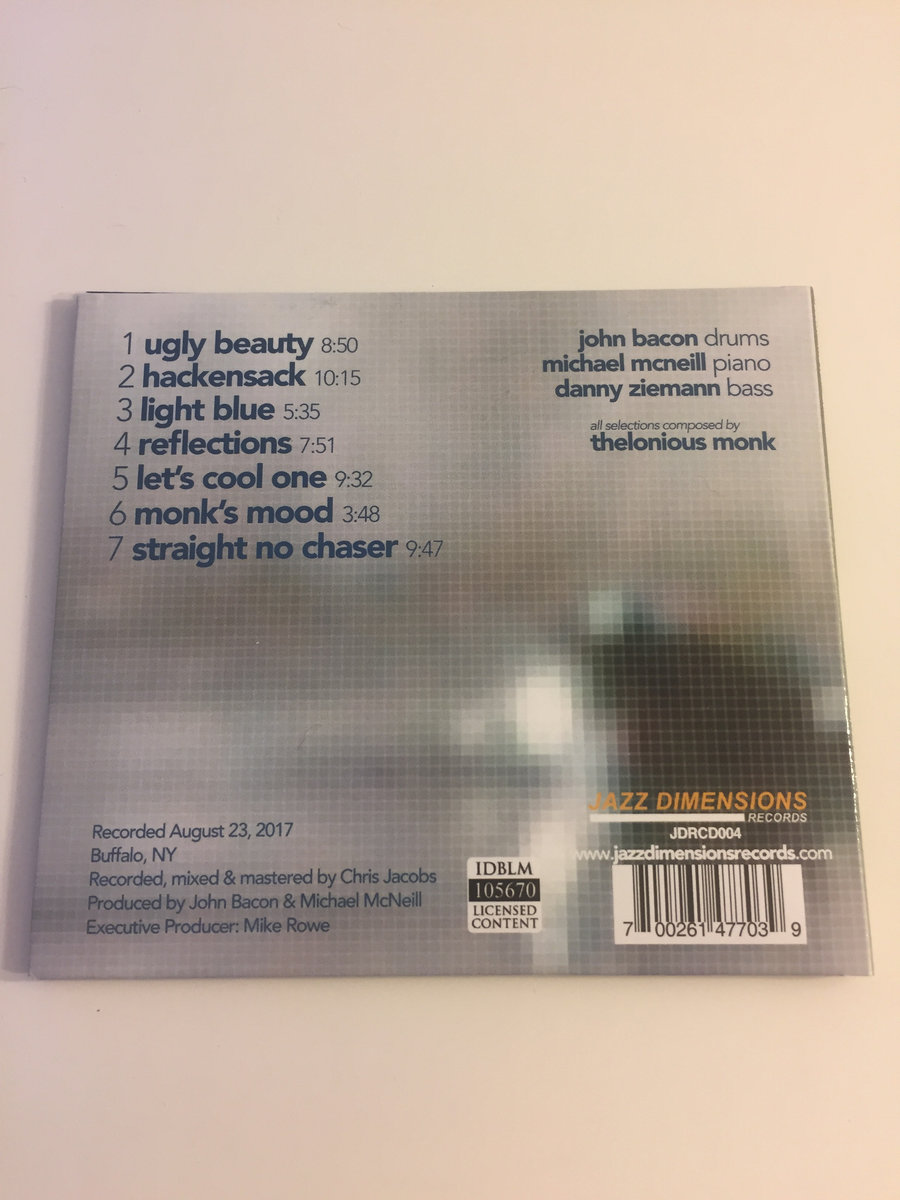 1 ugly beauty 8:50
2 hackensack 10:15
3 light blue 5:35
4 reflections 7:51
5 let's cool one 9:32
6 monk's mood 3:48
7 straight no chaser 9:47
john bacon drums
michael mcneill piano
danny ziemann bass
all selections composed by
thelonious monk
Recorded August 23, 2017
Buffalo, NY
Recorded, mixed & mastered by Chris Jacobs
Produced by John Bacon & Michael McNeill
Executive Producer: Mike Rowe
IDBLM
105670
LICENSED
CONTENT
JAZZ DIMENSIONS
RECORDS
JDRCD004
www.jazzdimensionsrecords.com
7 00261 47703 9